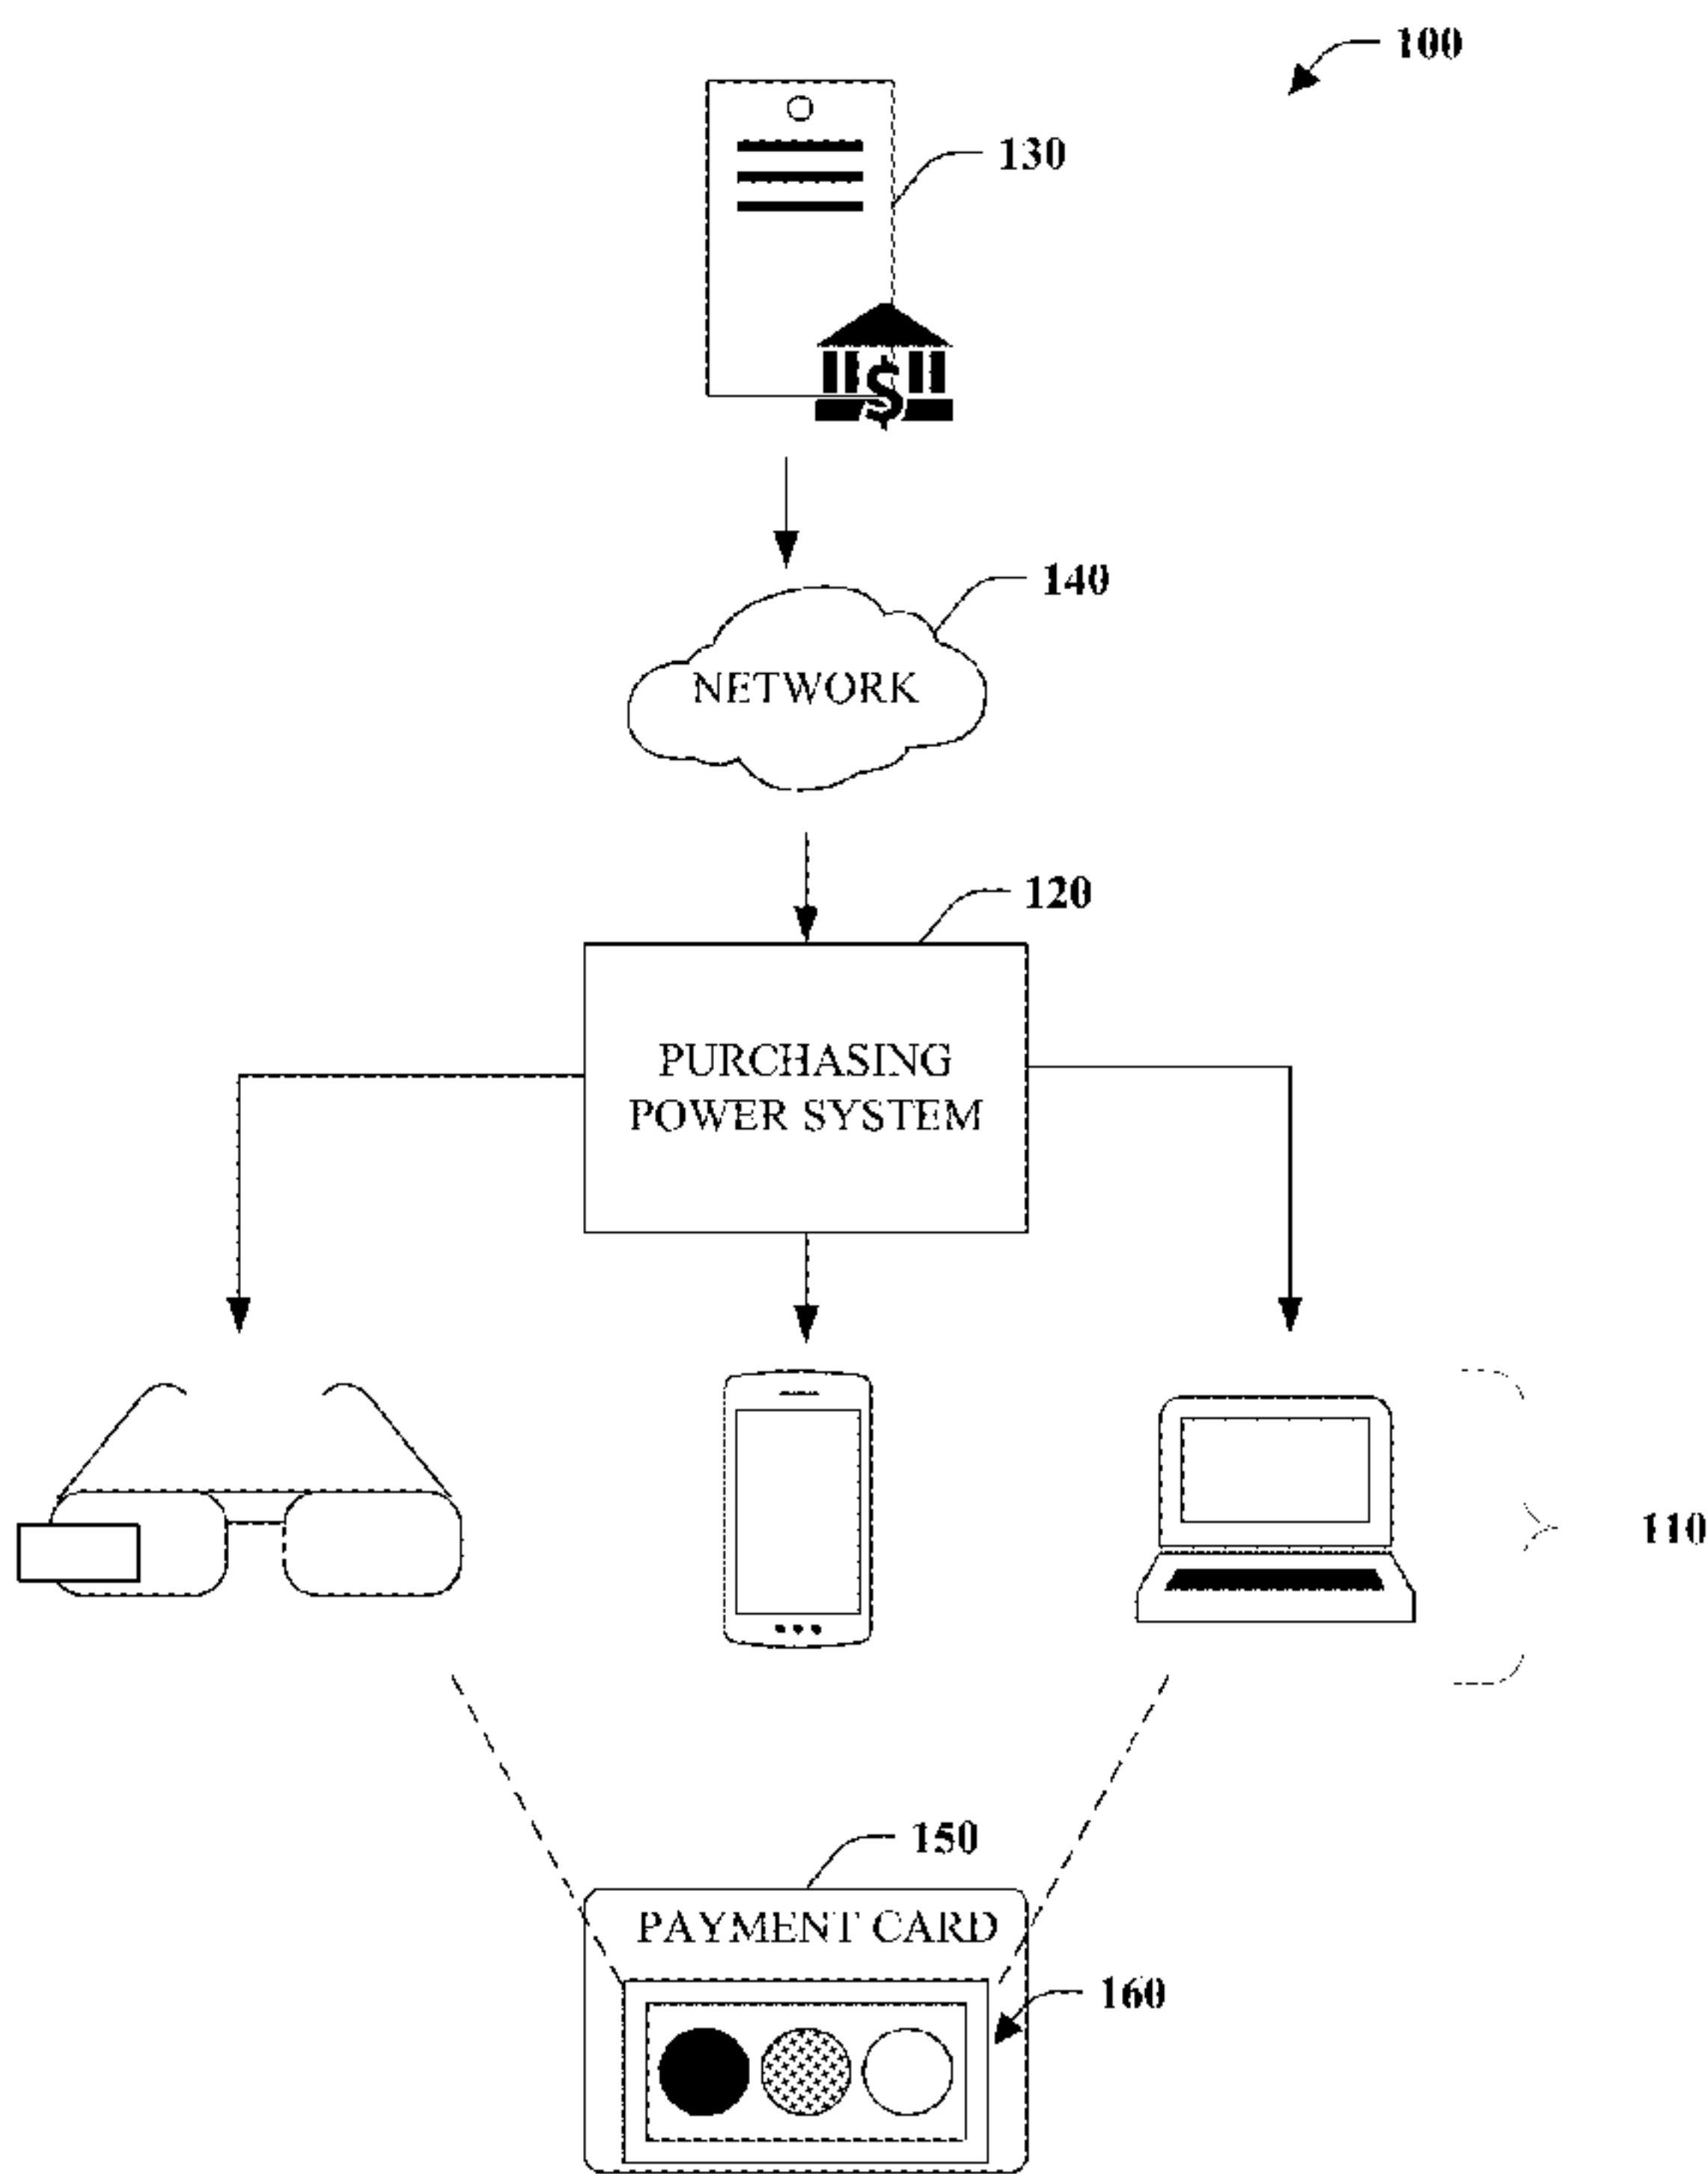 100
130
$
140
NETWORK
120
PURCHASING
POWER SYSTEM
110
150
PAYMENT CARD
160